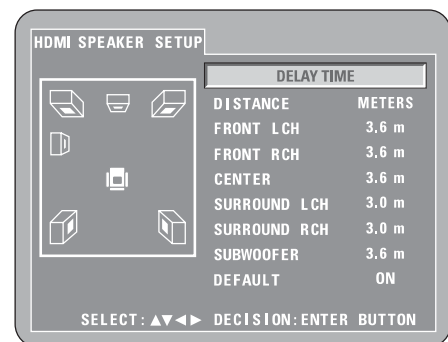 HDMI SPEAKER SETUP
DELAY TIME
DISTANCE METERS
FRONT LCH 3.6 m
FRONT RCH 3.6 m
CENTER 3.6 m
SURROUND LCH 3.0 m
SURROUND RCH 3.0 m
SUBWOOFER 3.6 m
DEFAULT ON
SELECT:▲▼◀▶ DECISION:ENTER BUTTON